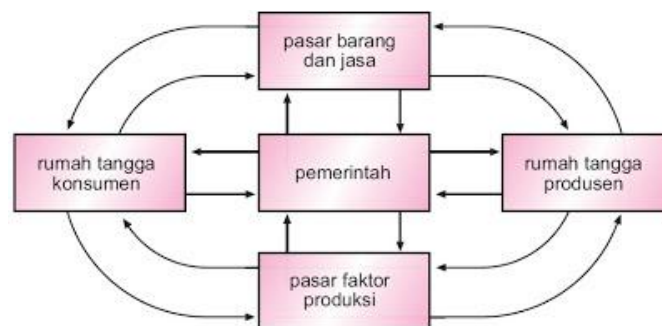 pasar barang
dan jasa
rumah tangga
konsumen
pemerintah
rumah tangga
produsen
pasar faktor
produksi